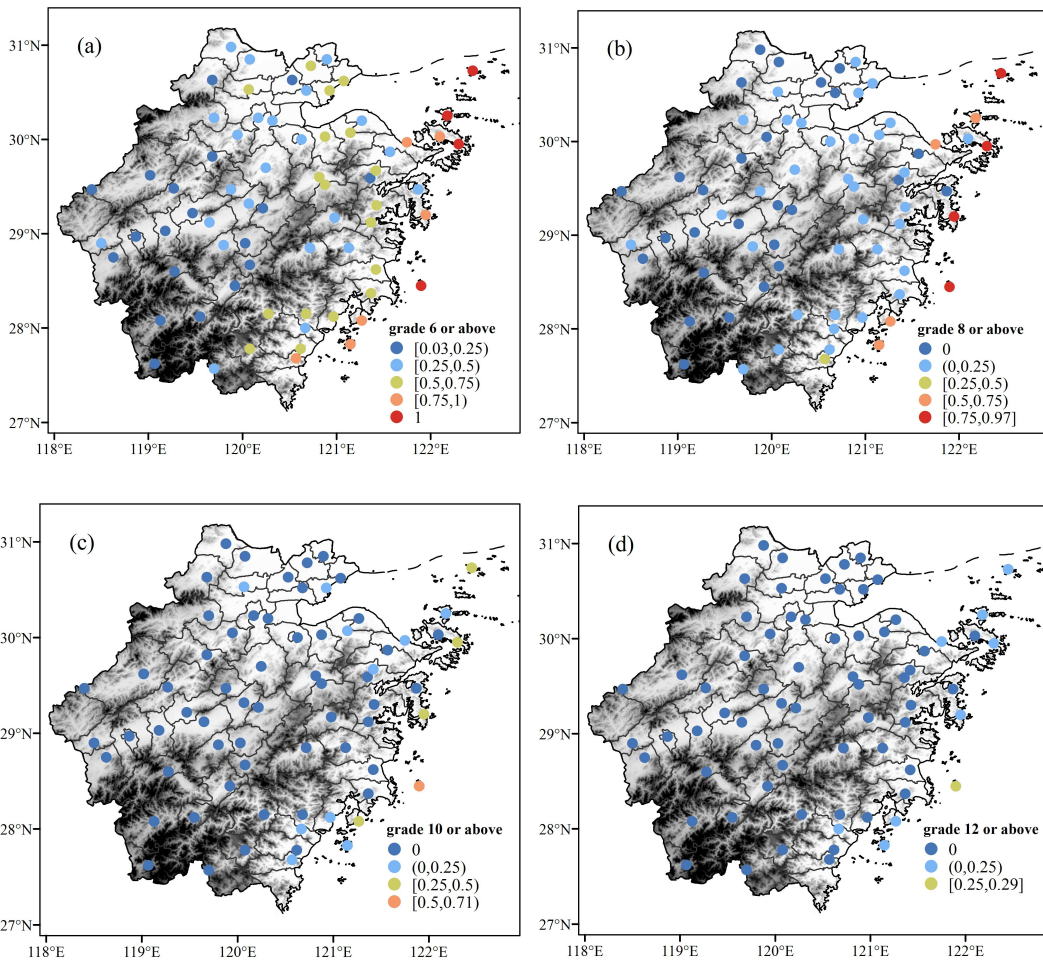 (a)
31°N
30°N
29°N
28°N
27°N
118°E 119°E 120°E 121°E 122°E
grade 6 or above
[0.03,0.25)
[0.25,0.5)
[0.5,0.75)
[0.75,1)
1
(b)
31°N
30°N
29°N
28°N
27°N
118°E 119°E 120°E 121°E 122°E
grade 8 or above
0
(0,0.25)
[0.25,0.5)
[0.5,0.75)
[0.75,0.97]
(c)
31°N
30°N
29°N
28°N
27°N
118°E 119°E 120°E 121°E 122°E
grade 10 or above
0
(0,0.25)
[0.25,0.5)
[0.5,0.71)
(d)
31°N
30°N
29°N
28°N
27°N
118°E 119°E 120°E 121°E 122°E
grade 12 or above
0
(0,0.25)
[0.25,0.29]